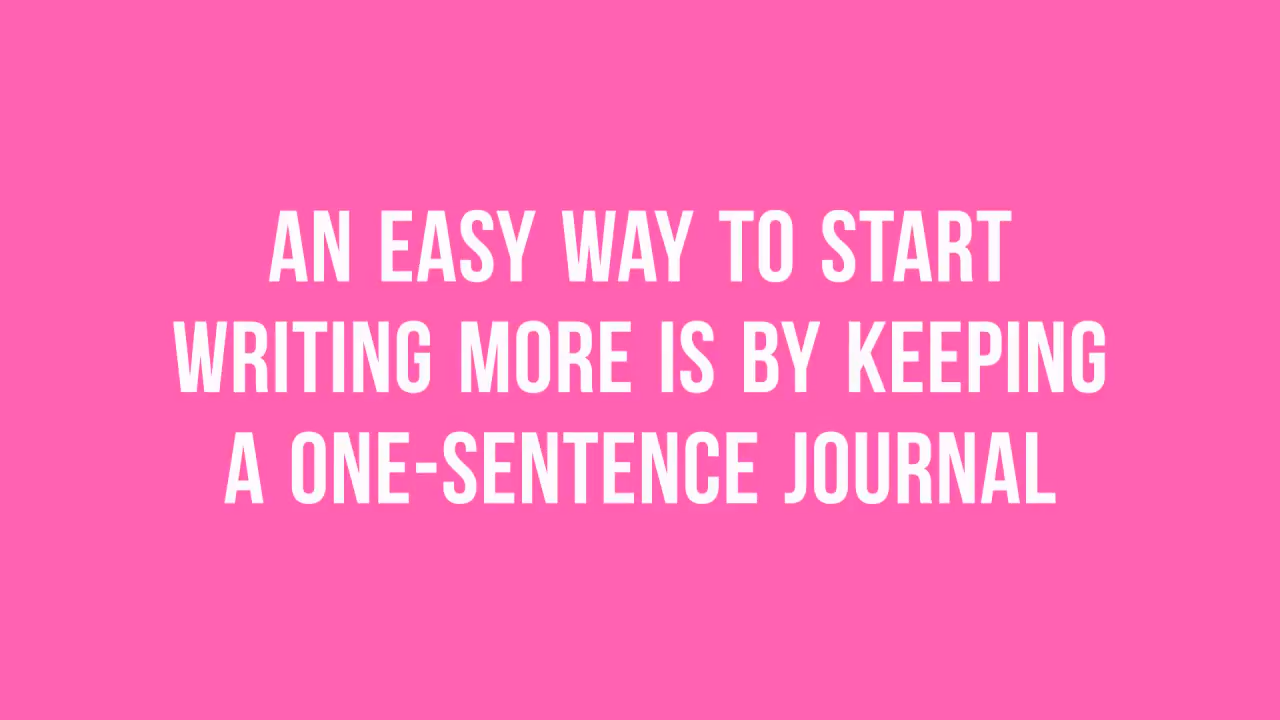 AN EASY WAY TO START
WRITING MORE IS BY KEEPING
A ONE-SENTENCE JOURNAL